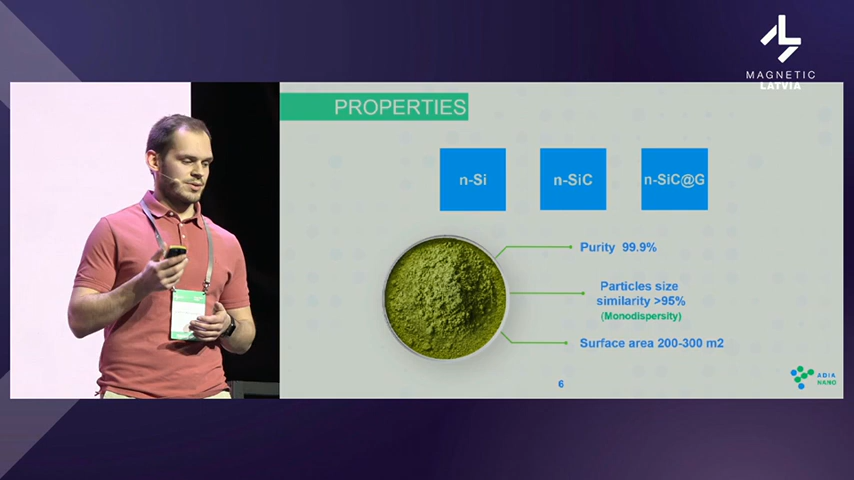 MAGNETIC
LATVIA
PROPERTIES
n-Si
n-SiC
n-SiC@G
Purity 99.9%
Particles size
similarity >95%
(Monodispersity)
Surface area 200-300 m2
6
ADIA
NANO